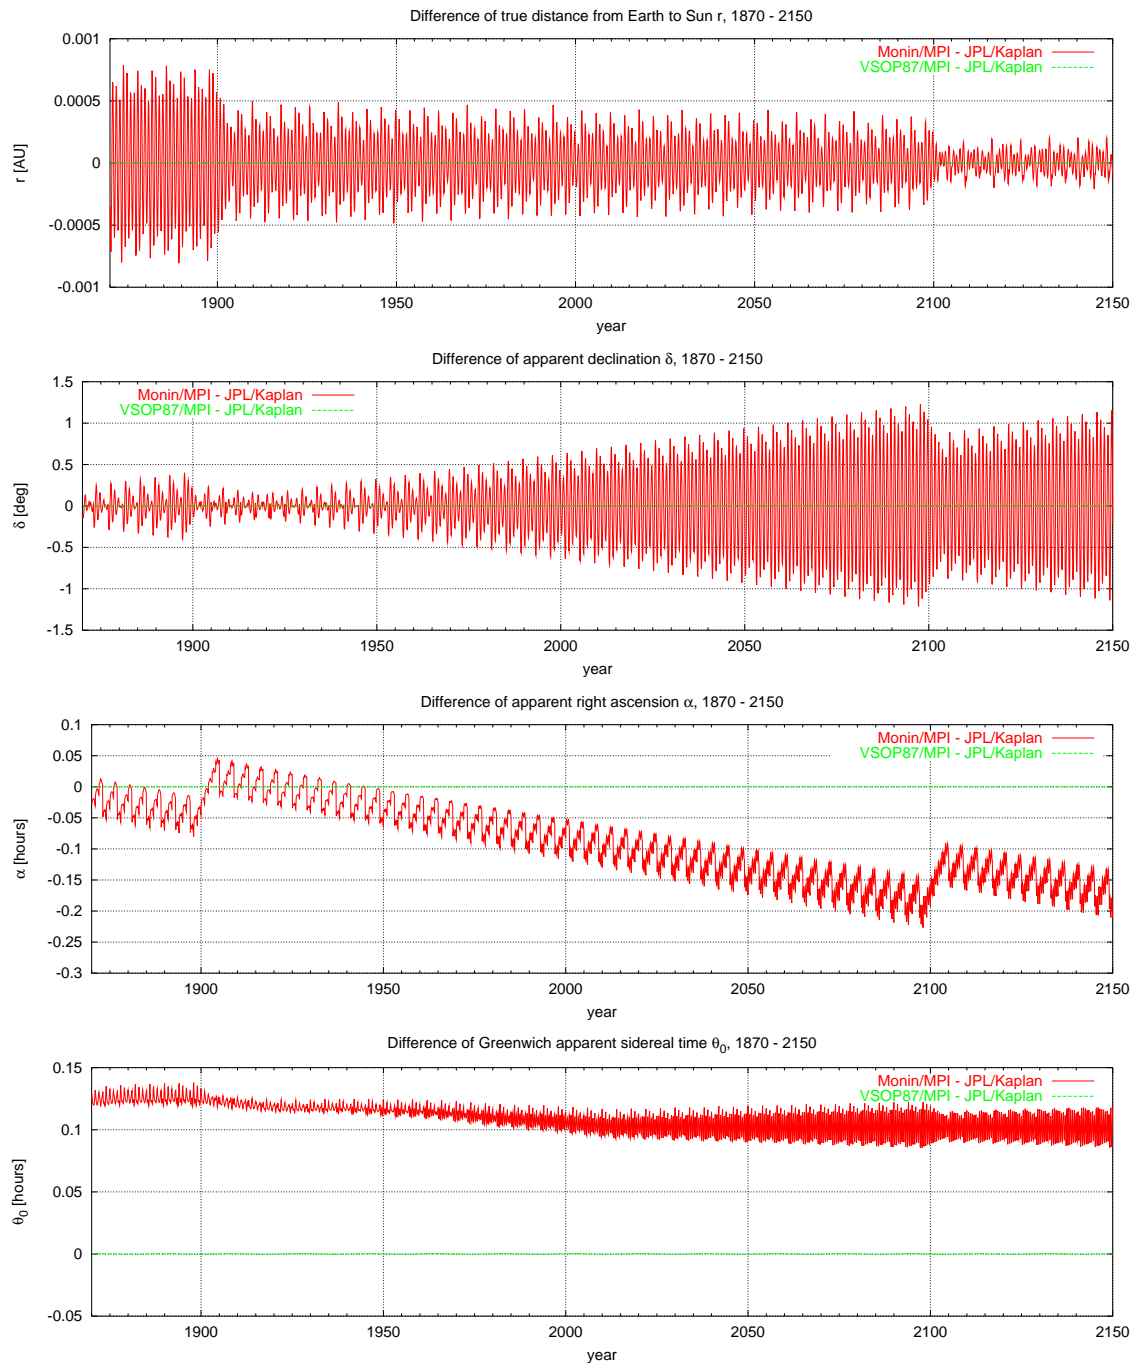 Difference of true distance from Earth to Sun r, 1870 - 2150
0.001
0.0005
0
-0.0005
-0.001
r [AU]
Monin/MPI - JPL/Kaplan
VSOP87/MPI - JPL/Kaplan
1900 1950 2000 2050 2100 2150
year
Difference of apparent declination δ, 1870 - 2150
1.5
1
0.5
0
-0.5
-1
-1.5
δ [deg]
Monin/MPI - JPL/Kaplan
VSOP87/MPI - JPL/Kaplan
1900 1950 2000 2050 2100 2150
year
Difference of apparent right ascension α, 1870 - 2150
0.1
0.05
0
-0.05
-0.1
-0.15
-0.2
-0.25
-0.3
α [hours]
Monin/MPI - JPL/Kaplan
VSOP87/MPI - JPL/Kaplan
1900 1950 2000 2050 2100 2150
year
Difference of Greenwich apparent sidereal time θ₀, 1870 - 2150
0.15
0.1
0.05
0
-0.05
θ₀ [hours]
Monin/MPI - JPL/Kaplan
VSOP87/MPI - JPL/Kaplan
1900 1950 2000 2050 2100 2150
year